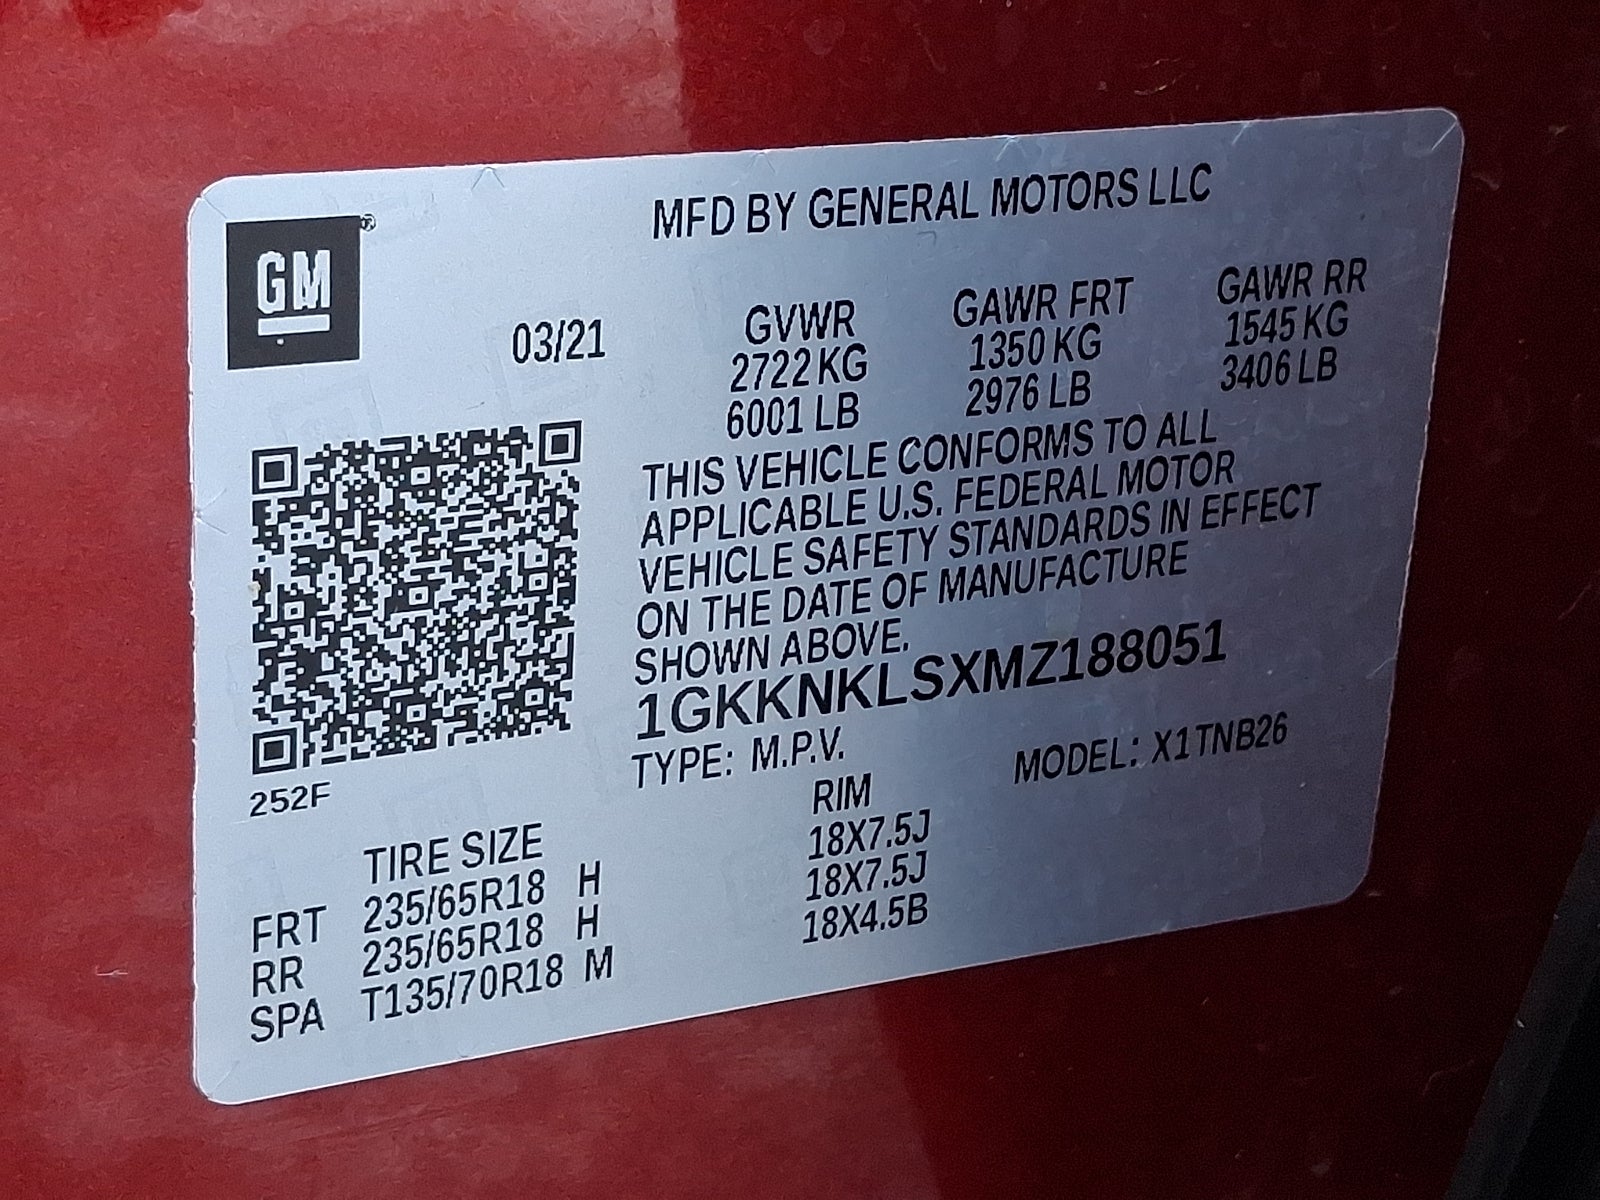 GM ®
MFD BY GENERAL MOTORS LLC
03/21
GVWR GAWR FRT GAWR RR
2722 KG 1350 KG 1545 KG
6001 LB 2976 LB 3406 LB
THIS VEHICLE CONFORMS TO ALL
APPLICABLE U.S. FEDERAL MOTOR
VEHICLE SAFETY STANDARDS IN EFFECT
ON THE DATE OF MANUFACTURE
SHOWN ABOVE.
1GKKNKLSXMZ188051
TYPE: M.P.V. MODEL: X1TNB26
252F
TIRE SIZE RIM
FRT 235/65R18 H 18X7.5J
RR 235/65R18 H 18X7.5J
SPA T135/70R18 M 18X4.5B